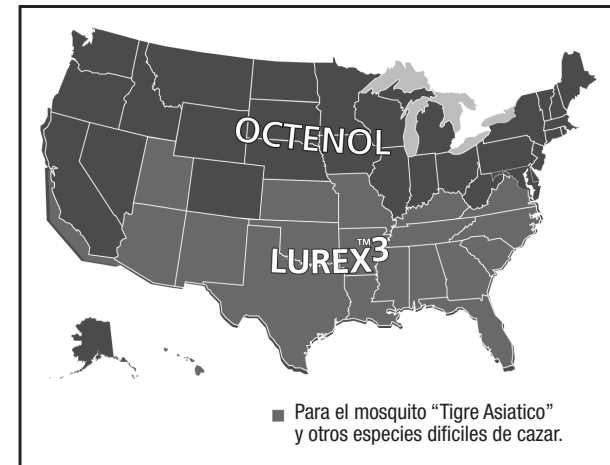 OCTENOL
LUREX™3
Para el mosquito “Tigre Asiatico”
y otros especies dificiles de cazar.